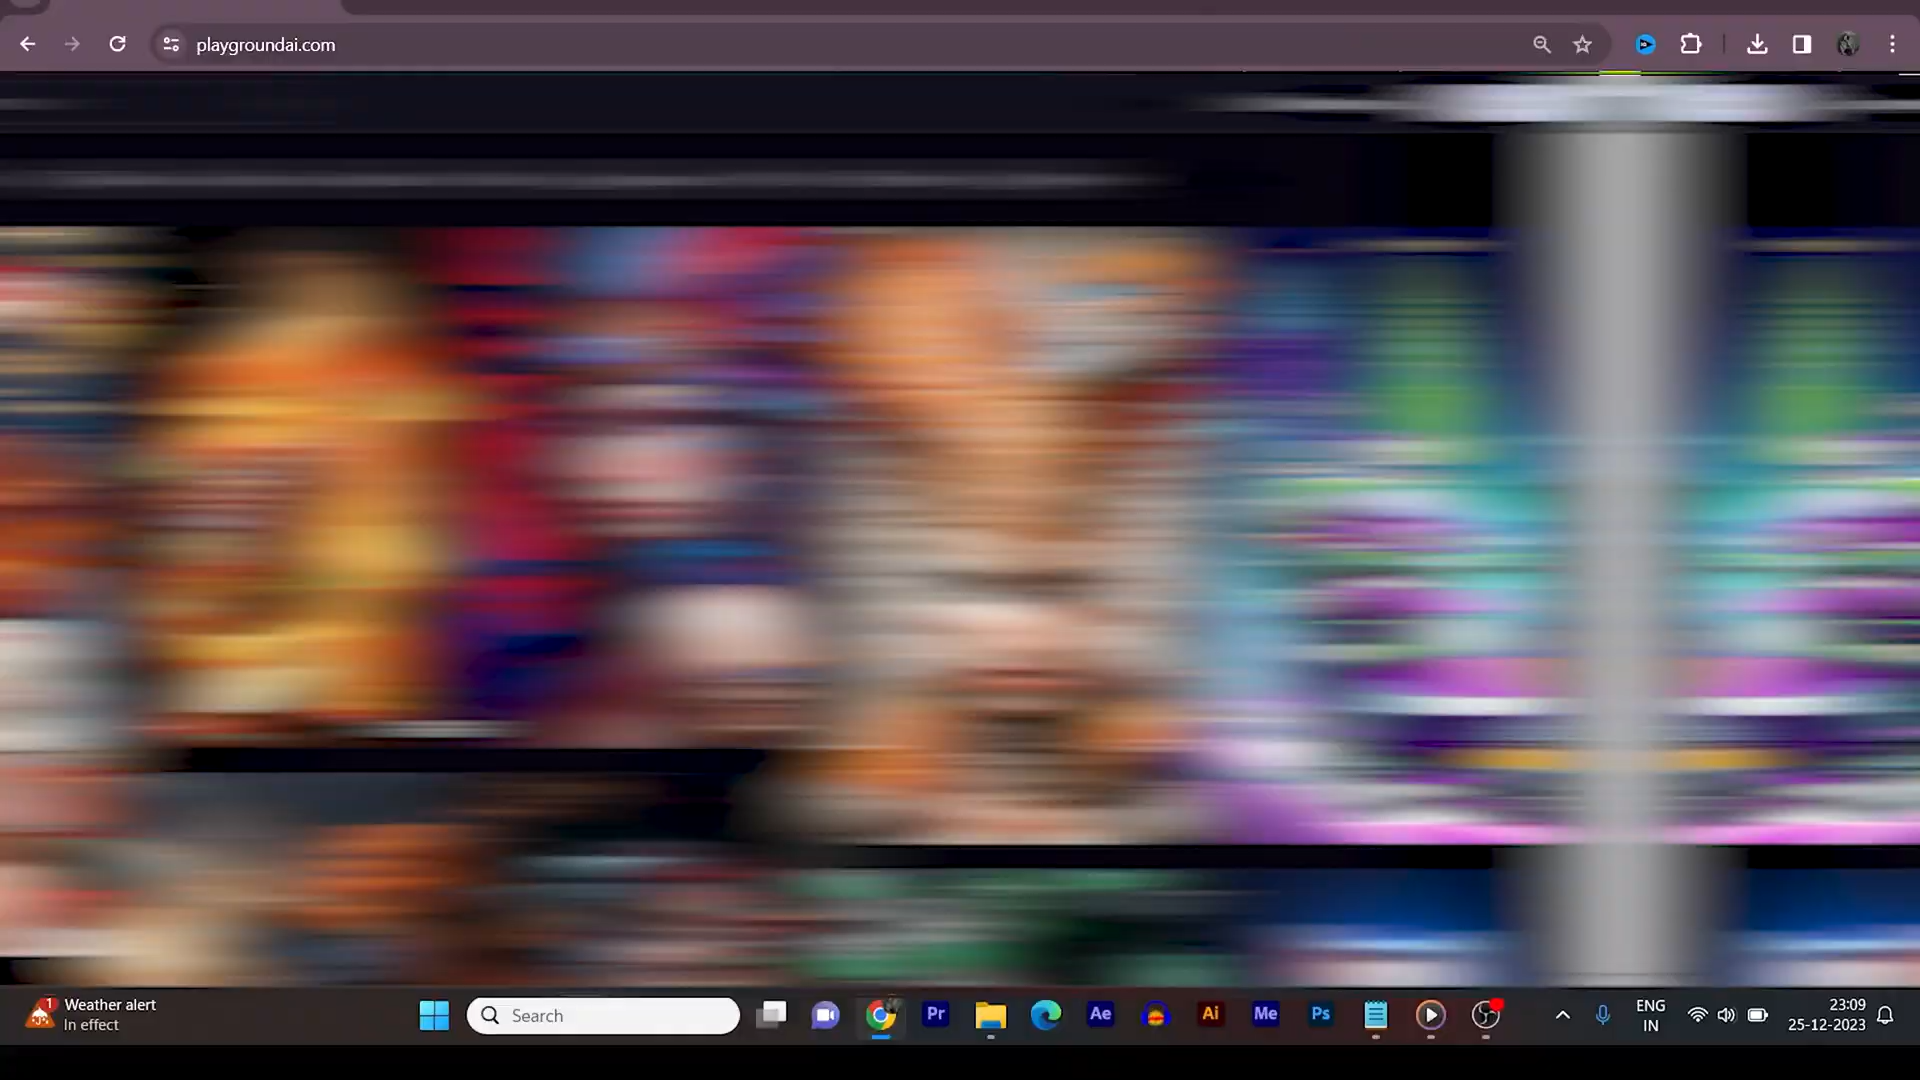 playgroundai.com
1
Weather alert
In effect
Search
Pr
Ae
Ai
Me
Ps
ENG
IN
23:09
25-12-2023